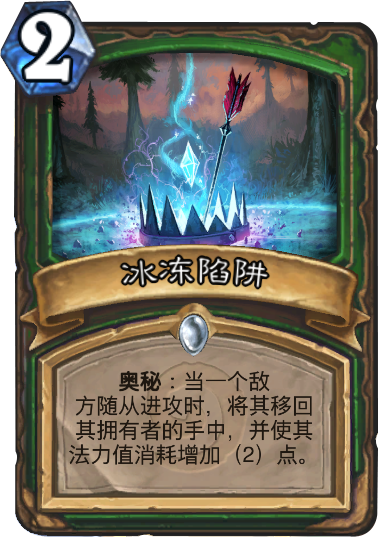 2
冰冻陷阱
奥秘：当一个敌
方随从进攻时，将其移回
其拥有者的手中，并使其
法力值消耗增加（2）点。